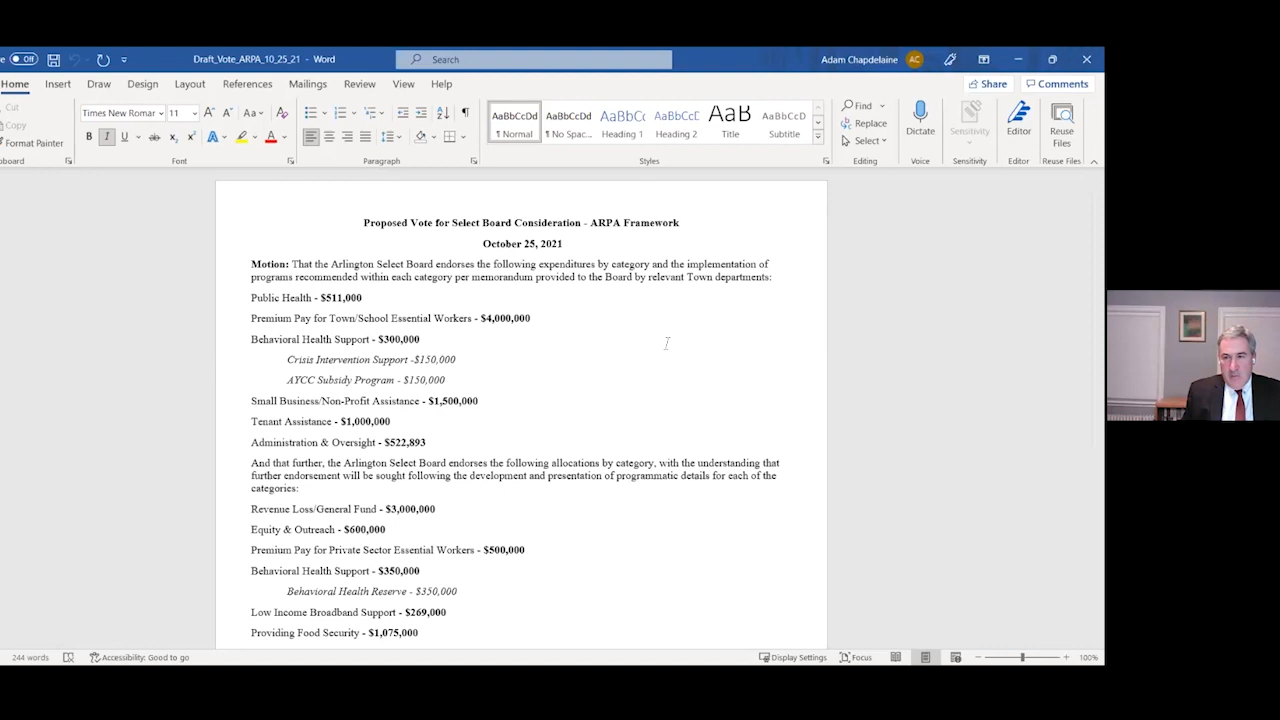 e Off
Draft_Vote_ARPA_10_25_21 - Word
Search
Adam Chapdelaine AC
Home Insert Draw Design Layout References Mailings Review View Help
Share Comments
Cut
Copy
Format Painter
board
Times New Roman 11 A A Aa A
B I U ab x2 x2 A A
Font
Paragraph
AaBbCcDd AaBbCcDd AaBbCc AaBbCcD AaB AaBbCcD
¶ Normal ¶ No Spac... Heading 1 Heading 2 Title Subtitle
Styles
Find
Replace
Select
Editing
Dictate
Voice
Sensitivity
Sensitivity
Editor
Editor
Reuse
Files
Reuse Files
Proposed Vote for Select Board Consideration - ARPA Framework
October 25, 2021
Motion: That the Arlington Select Board endorses the following expenditures by category and the implementation of
programs recommended within each category per memorandum provided to the Board by relevant Town departments:
Public Health - $511,000
Premium Pay for Town/School Essential Workers - $4,000,000
Behavioral Health Support - $300,000
Crisis Intervention Support -$150,000
AYCC Subsidy Program - $150,000
Small Business/Non-Profit Assistance - $1,500,000
Tenant Assistance - $1,000,000
Administration & Oversight - $522,893
And that further, the Arlington Select Board endorses the following allocations by category, with the understanding that
further endorsement will be sought following the development and presentation of programmatic details for each of the
categories:
Revenue Loss/General Fund - $3,000,000
Equity & Outreach - $600,000
Premium Pay for Private Sector Essential Workers - $500,000
Behavioral Health Support - $350,000
Behavioral Health Reserve - $350,000
Low Income Broadband Support - $269,000
Providing Food Security - $1,075,000
244 words
Accessibility: Good to go
Display Settings Focus
100%